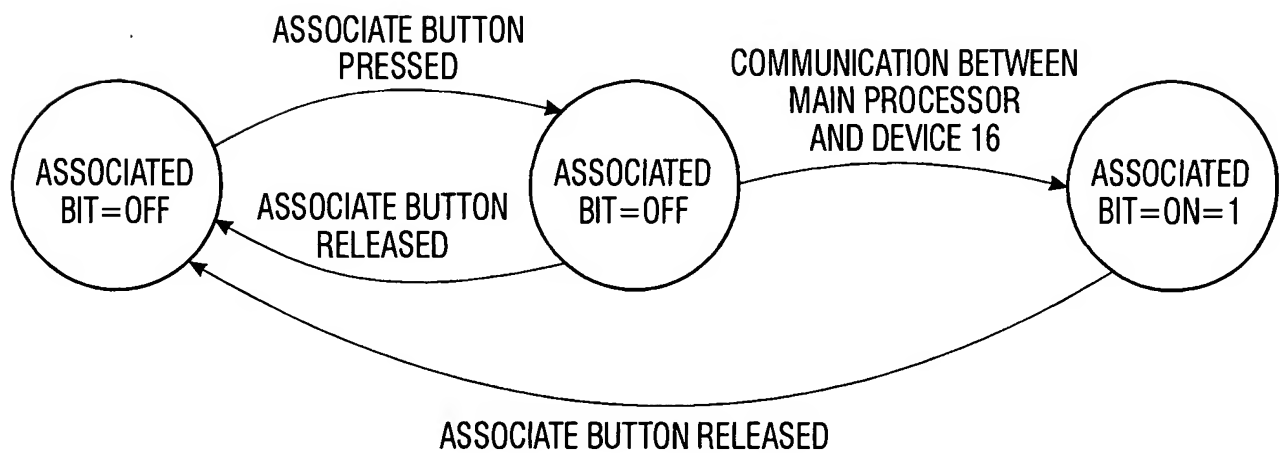 ASSOCIATE BUTTON
PRESSED
COMMUNICATION BETWEEN
MAIN PROCESSOR
AND DEVICE 16
ASSOCIATED
BIT=OFF
ASSOCIATE BUTTON
RELEASED
ASSOCIATED
BIT=OFF
ASSOCIATED
BIT=ON=1
ASSOCIATE BUTTON RELEASED